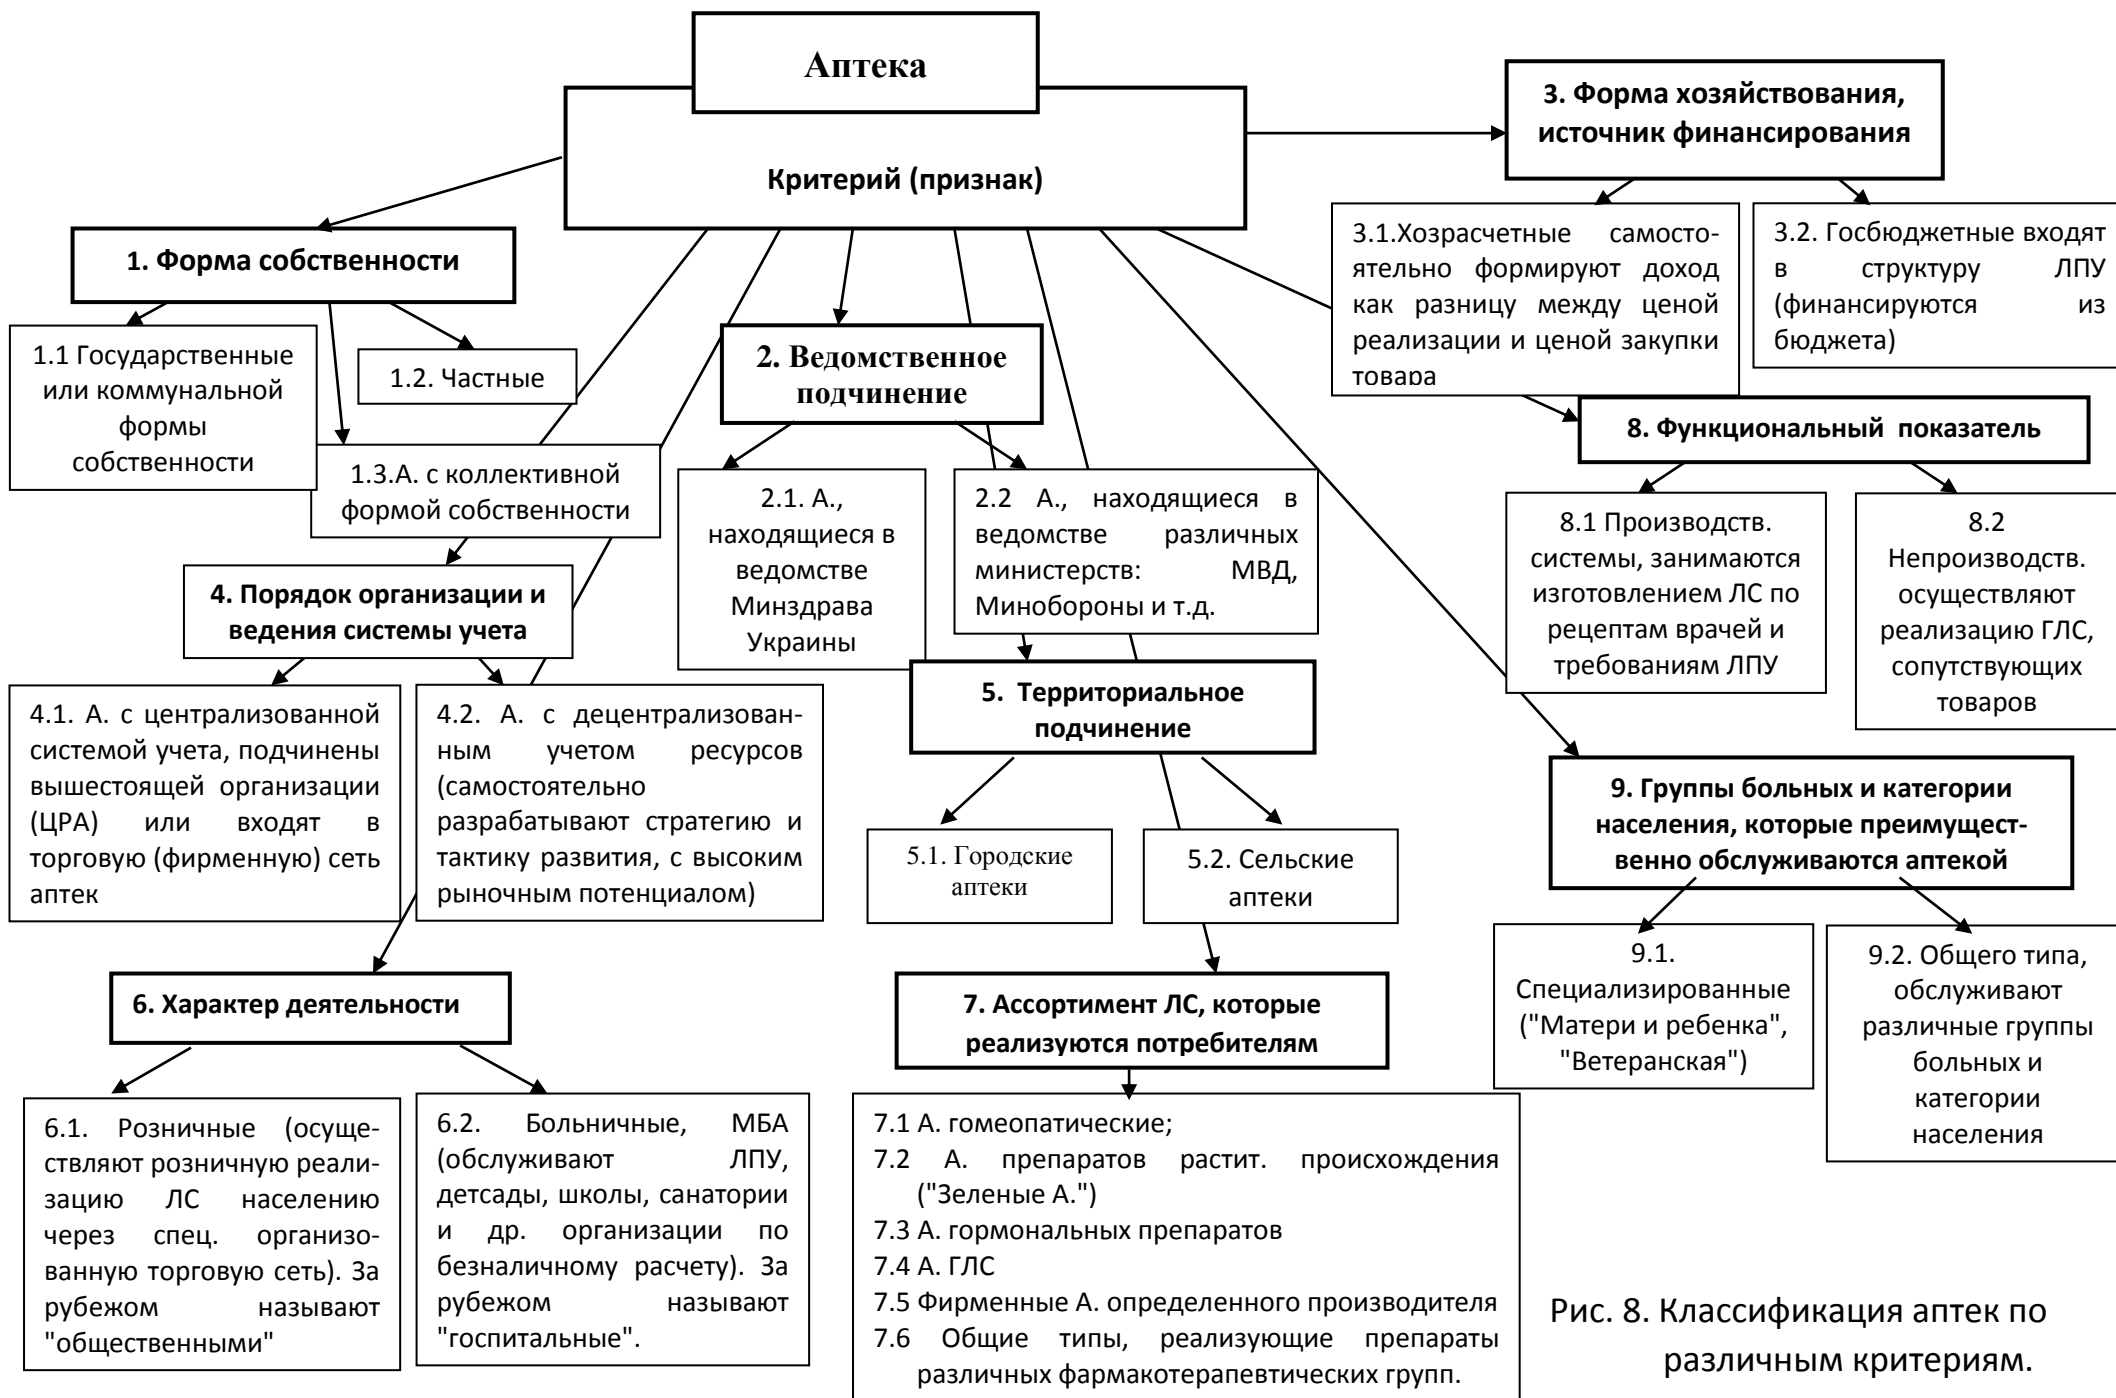 Аптека
Критерий (признак)
1. Форма собственности
1.1 Государственные
или коммунальной
формы
собственности
1.2. Частные
1.3.А. с коллективной
формой собственности
2. Ведомственное
подчинение
2.1. А.,
находящиеся в
ведомстве
Минздрава
Украины
2.2 А., находящиеся в
ведомстве различных
министерств: МВД,
Минобороны и т.д.
3. Форма хозяйствования,
источник финансирования
3.1.Хозрасчетные самосто-
ятельно формируют доход
как разницу между ценой
реализации и ценой закупки
товара
3.2. Госбюджетные входят
в структуру ЛПУ
(финансируются из
бюджета)
8. Функциональный показатель
8.1 Производств.
системы, занимаются
изготовлением ЛС по
рецептам врачей и
требованиям ЛПУ
8.2
Непроизводств.
осуществляют
реализацию ГЛС,
сопутствующих
товаров
4. Порядок организации и
ведения системы учета
4.1. А. с централизованной
системой учета, подчинены
вышестоящей организации
(ЦРА) или входят в
торговую (фирменную) сеть
аптек
4.2. А. с децентрализован-
ным учетом ресурсов
(самостоятельно
разрабатывают стратегию и
тактику развития, с высоким
рыночным потенциалом)
5. Территориальное
подчинение
5.1. Городские
аптеки
5.2. Сельские
аптеки
9. Группы больных и категории
населения, которые преимущест-
венно обслуживаются аптекой
9.1.
Специализированные
("Матери и ребенка",
"Ветеранская")
9.2. Общего типа,
обслуживают
различные группы
больных и
категории
населения
6. Характер деятельности
6.1. Розничные (осуще-
ствляют розничную реали-
зацию ЛС населению
через спец. организо-
ванную торговую сеть). За
рубежом называют
"общественными"
6.2. Больничные, МБА
(обслуживают ЛПУ,
детсады, школы, санатории
и др. организации по
безналичному расчету). За
рубежом называют
"госпитальные".
7. Ассортимент ЛС, которые
реализуются потребителям
7.1 А. гомеопатические;
7.2 А. препаратов растит. происхождения
("Зеленые А.")
7.3 А. гормональных препаратов
7.4 А. ГЛС
7.5 Фирменные А. определенного производителя
7.6 Общие типы, реализующие препараты
различных фармакотерапевтических групп.
Рис. 8. Классификация аптек по
различным критериям.